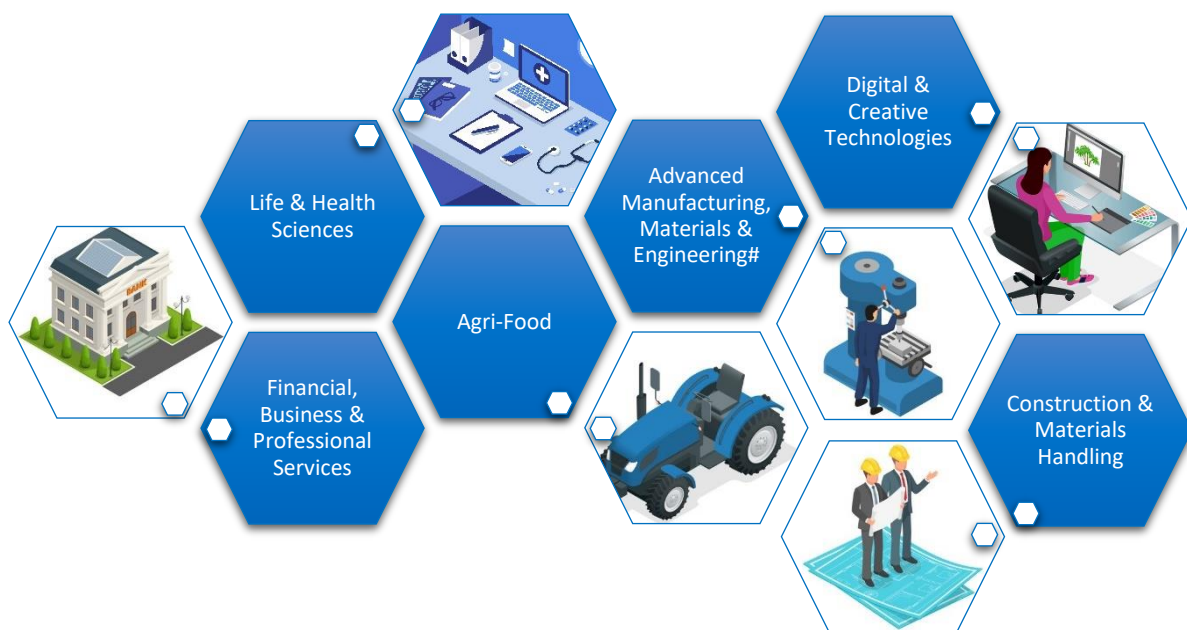 Digital &
Creative
Technologies
Life & Health
Sciences
Advanced
Manufacturing,
Materials &
Engineering#
BANK
Agri-Food
Financial,
Business &
Professional
Services
Construction &
Materials
Handling